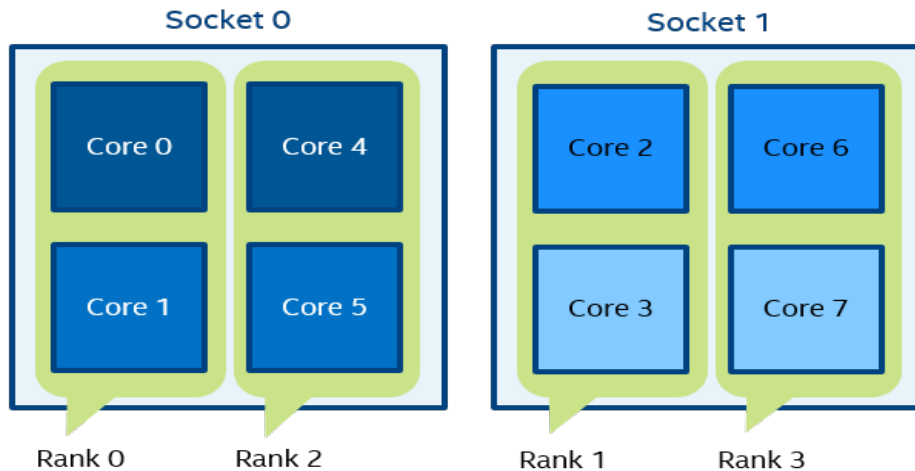 Socket 0
Socket 1
Core 0
Core 4
Core 2
Core 6
Core 1
Core 5
Core 3
Core 7
Rank 0
Rank 2
Rank 1
Rank 3